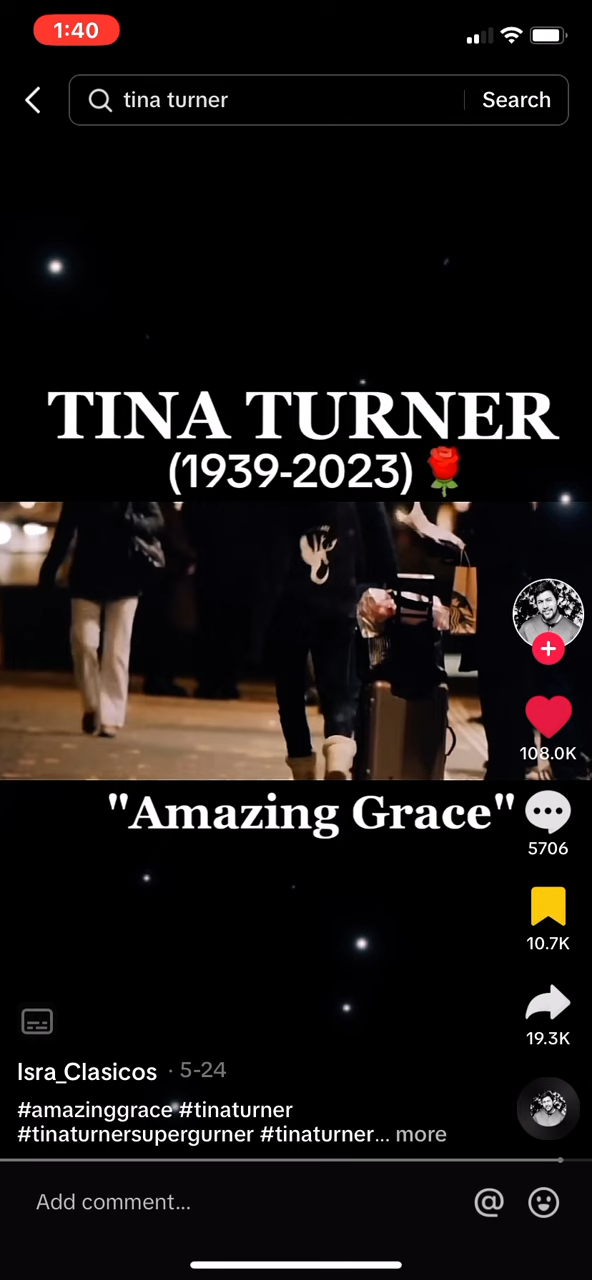 1:40
tina turner
Search
TINA TURNER
(1939-2023)🌹
108.0K
"Amazing Grace"
5706
10.7K
19.3K
Isra_Clasicos · 5-24
#amazinggrace #tinaturner
#tinaturnersupergurner #tinaturner... more
Add comment...
@